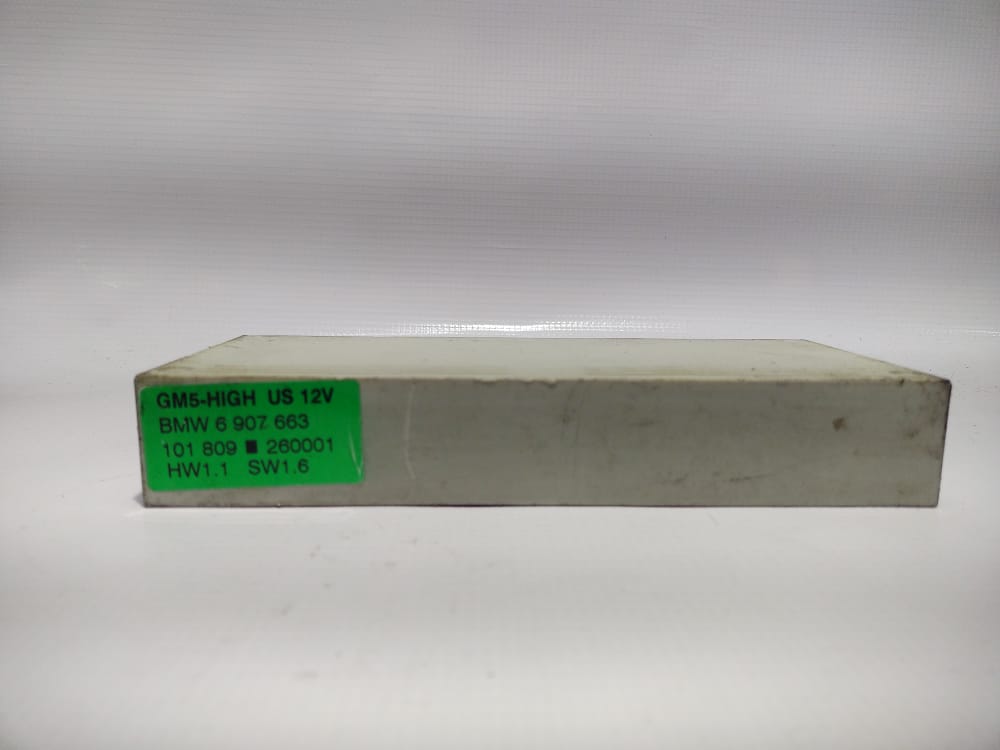 GM5-HIGH US 12V
BMW 6 907 663
101 809 ■ 260001
HW1.1 SW1.6